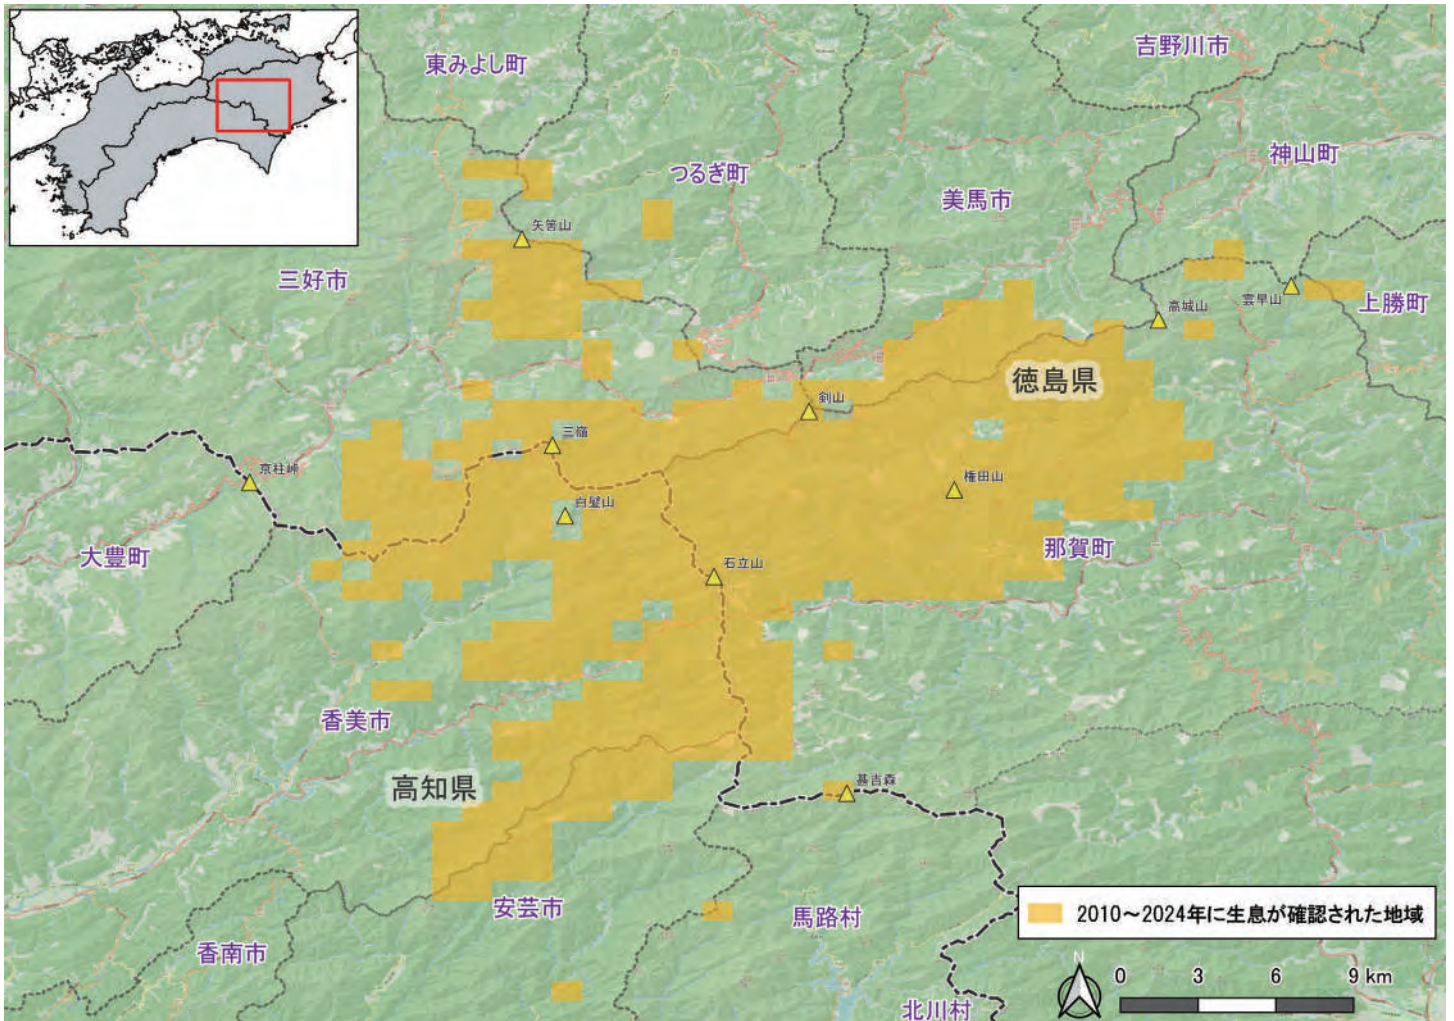 東みよし町
吉野川市
神山町
つるぎ町
美馬市
矢筈山
三好市
雲早山
上勝町
高城山
徳島県
剣山
三嶺
京柱峠
権田山
白髪山
大豊町
那賀町
石立山
香美市
高知県
甚吉森
安芸市
馬路村
香南市
北川村
2010～2024年に生息が確認された地域
N
0 3 6 9 km